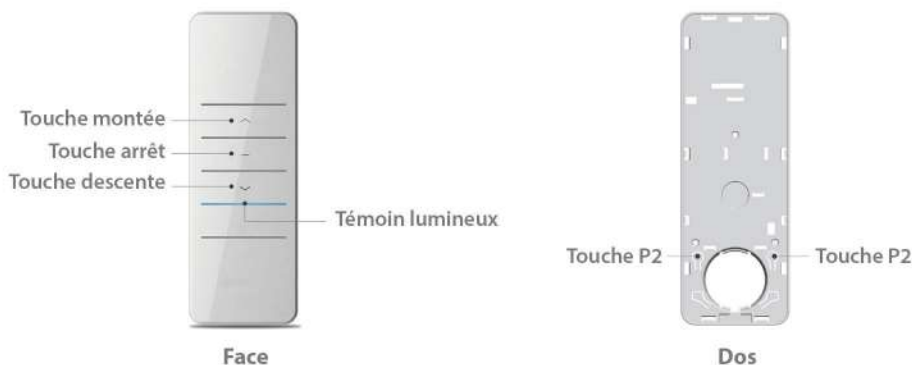 Touche montée
Touche arrêt
Touche descente
Témoin lumineux
Face
Touche P2
Touche P2
Dos